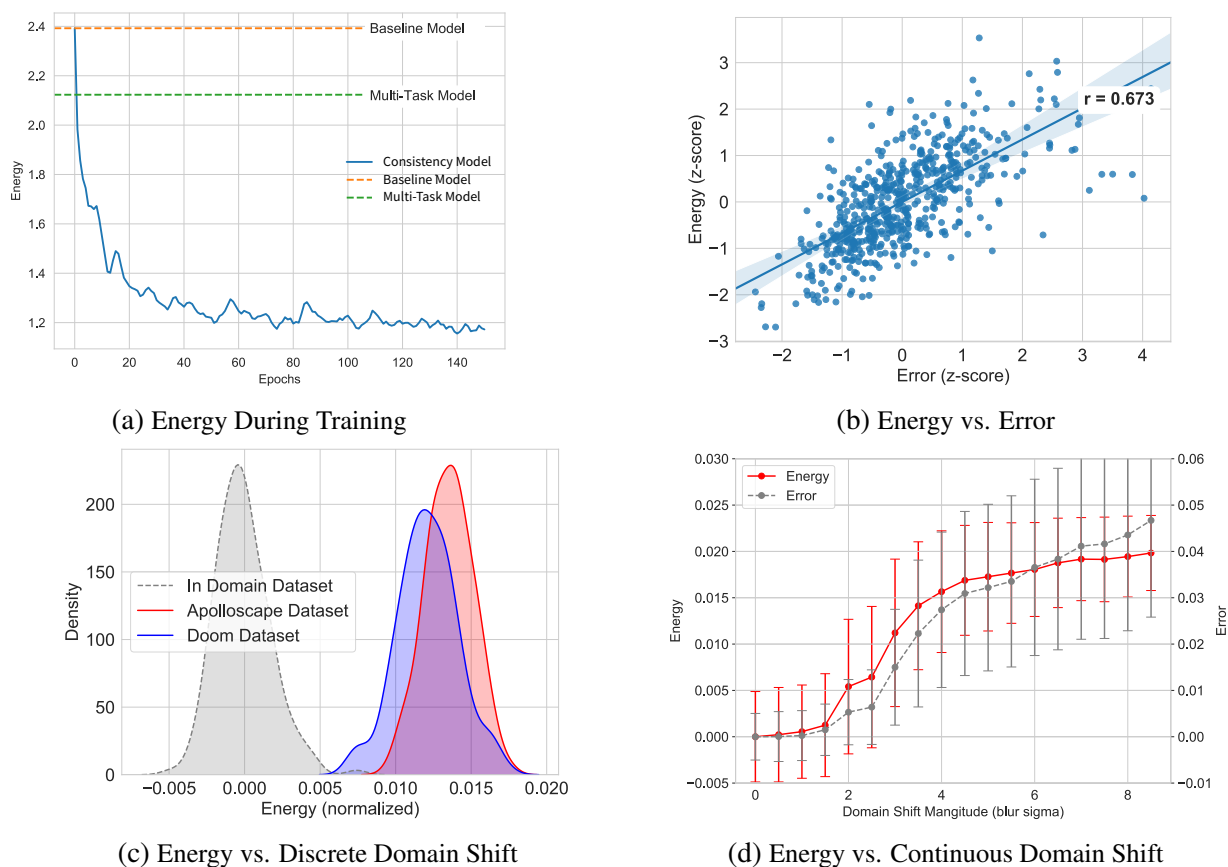 2.4
2.2
2.0
1.8
1.6
1.4
1.2
Energy
Baseline Model
Multi-Task Model
Consistency Model
Baseline Model
Multi-Task Model
0 20 40 60 80 100 120 140
Epochs
(a) Energy During Training
3
2
1
0
−1
−2
−3
Energy (z-score)
r = 0.673
−2 −1 0 1 2 3 4
Error (z-score)
(b) Energy vs. Error
200
150
100
50
0
Density
In Domain Dataset
Apolloscape Dataset
Doom Dataset
−0.005 0.000 0.005 0.010 0.015 0.020
Energy (normalized)
(c) Energy vs. Discrete Domain Shift
0.030
0.025
0.020
0.015
0.010
0.005
0.000
−0.005
Energy
Energy
Error
0.06
0.05
0.04
0.03
0.02
0.01
0.00
−0.01
Error
0 2 4 6 8
Domain Shift Mangitude (blur sigma)
(d) Energy vs. Continuous Domain Shift